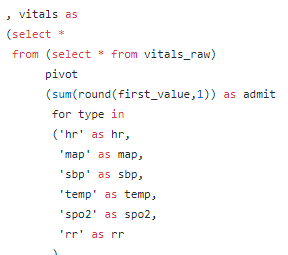 , vitals as
(select *
from (select * from vitals_raw)
pivot
(sum(round(first_value,1)) as admit
for type in
('hr' as hr,
'map' as map,
'sbp' as sbp,
'temp' as temp,
'spo2' as spo2,
'rr' as rr
)